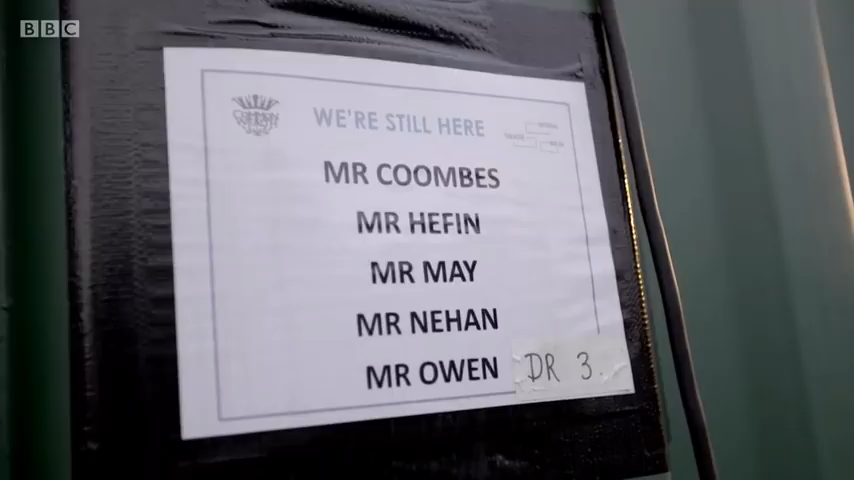 BBC
WE'RE STILL HERE
MR COOMBES
MR HEFIN
MR MAY
MR NEHAN
MR OWEN
DR 3.